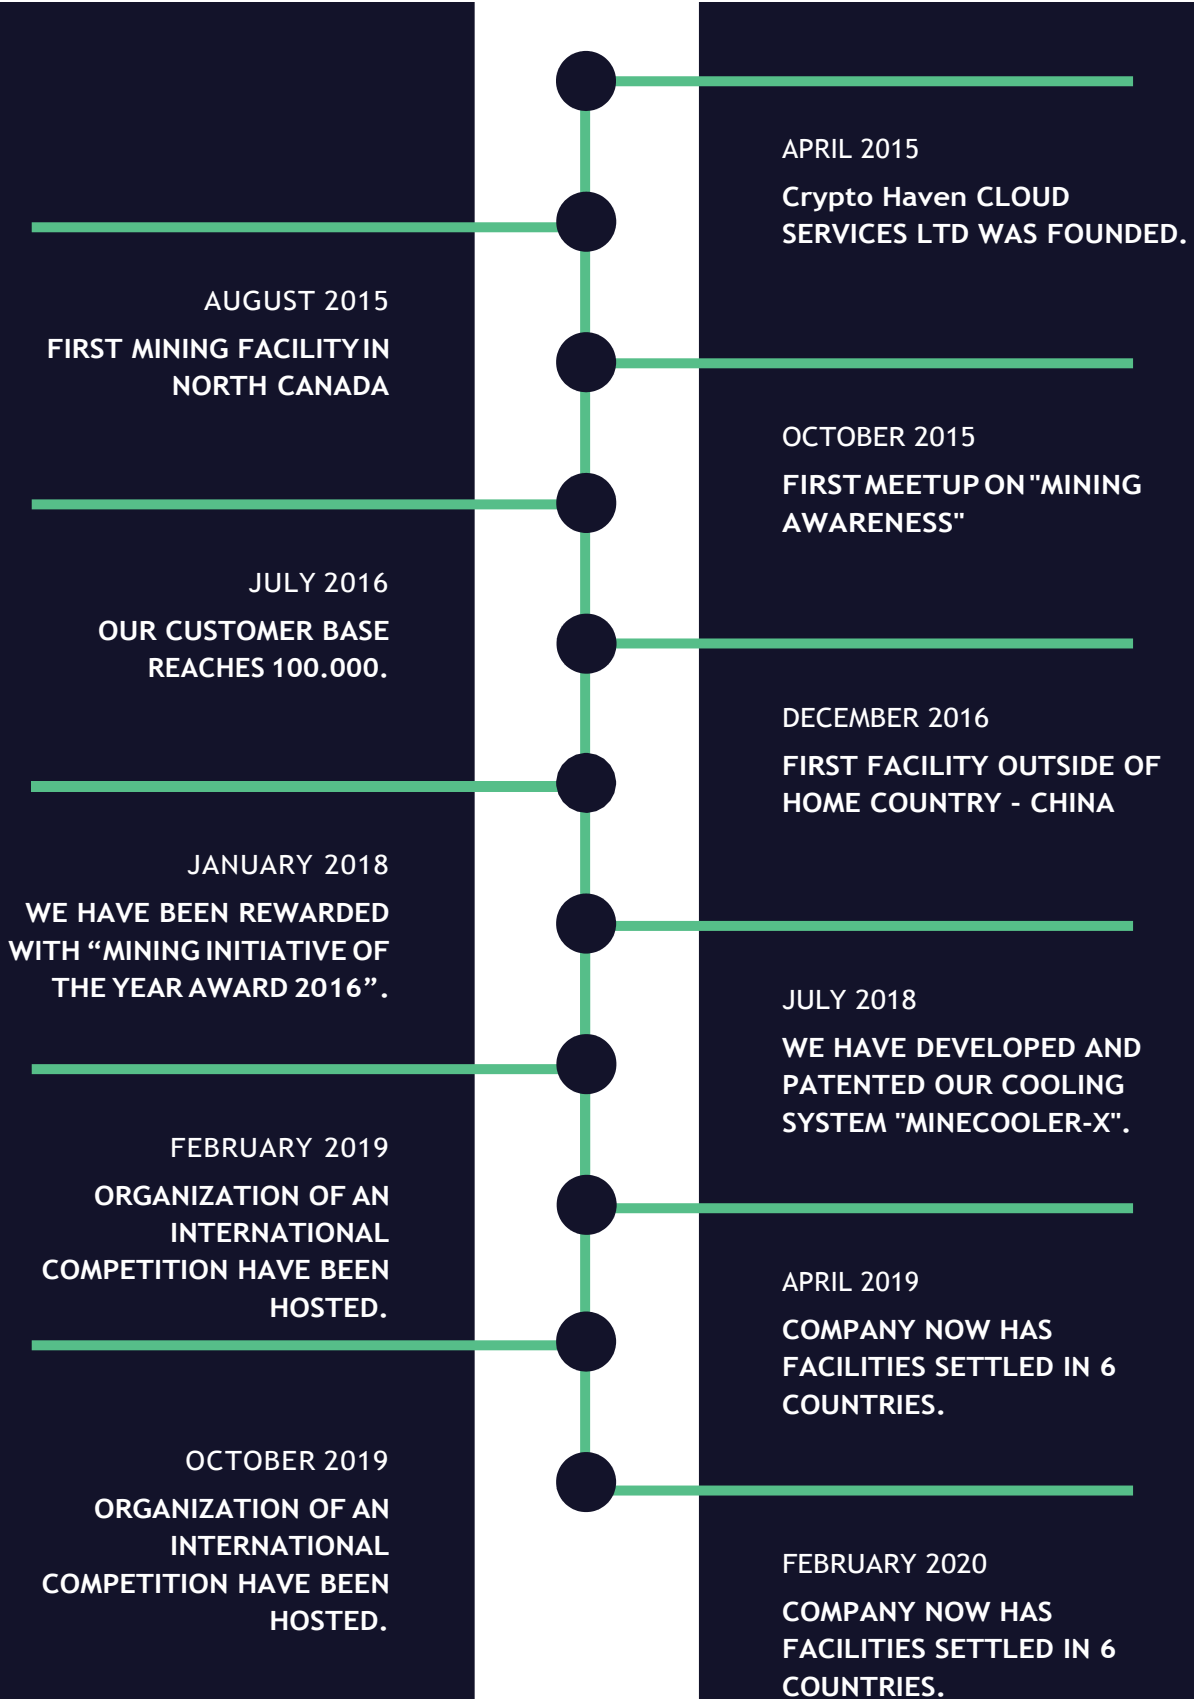 APRIL 2015
Crypto Haven CLOUD
SERVICES LTD WAS FOUNDED.
AUGUST 2015
FIRST MINING FACILITY IN
NORTH CANADA
OCTOBER 2015
FIRST MEETUP ON "MINING
AWARENESS"
JULY 2016
OUR CUSTOMER BASE
REACHES 100.000.
DECEMBER 2016
FIRST FACILITY OUTSIDE OF
HOME COUNTRY - CHINA
JANUARY 2018
WE HAVE BEEN REWARDED
WITH “MINING INITIATIVE OF
THE YEAR AWARD 2016”.
JULY 2018
WE HAVE DEVELOPED AND
PATENTED OUR COOLING
SYSTEM "MINECOOLER-X".
FEBRUARY 2019
ORGANIZATION OF AN
INTERNATIONAL
COMPETITION HAVE BEEN
HOSTED.
APRIL 2019
COMPANY NOW HAS
FACILITIES SETTLED IN 6
COUNTRIES.
OCTOBER 2019
ORGANIZATION OF AN
INTERNATIONAL
COMPETITION HAVE BEEN
HOSTED.
FEBRUARY 2020
COMPANY NOW HAS
FACILITIES SETTLED IN 6
COUNTRIES.